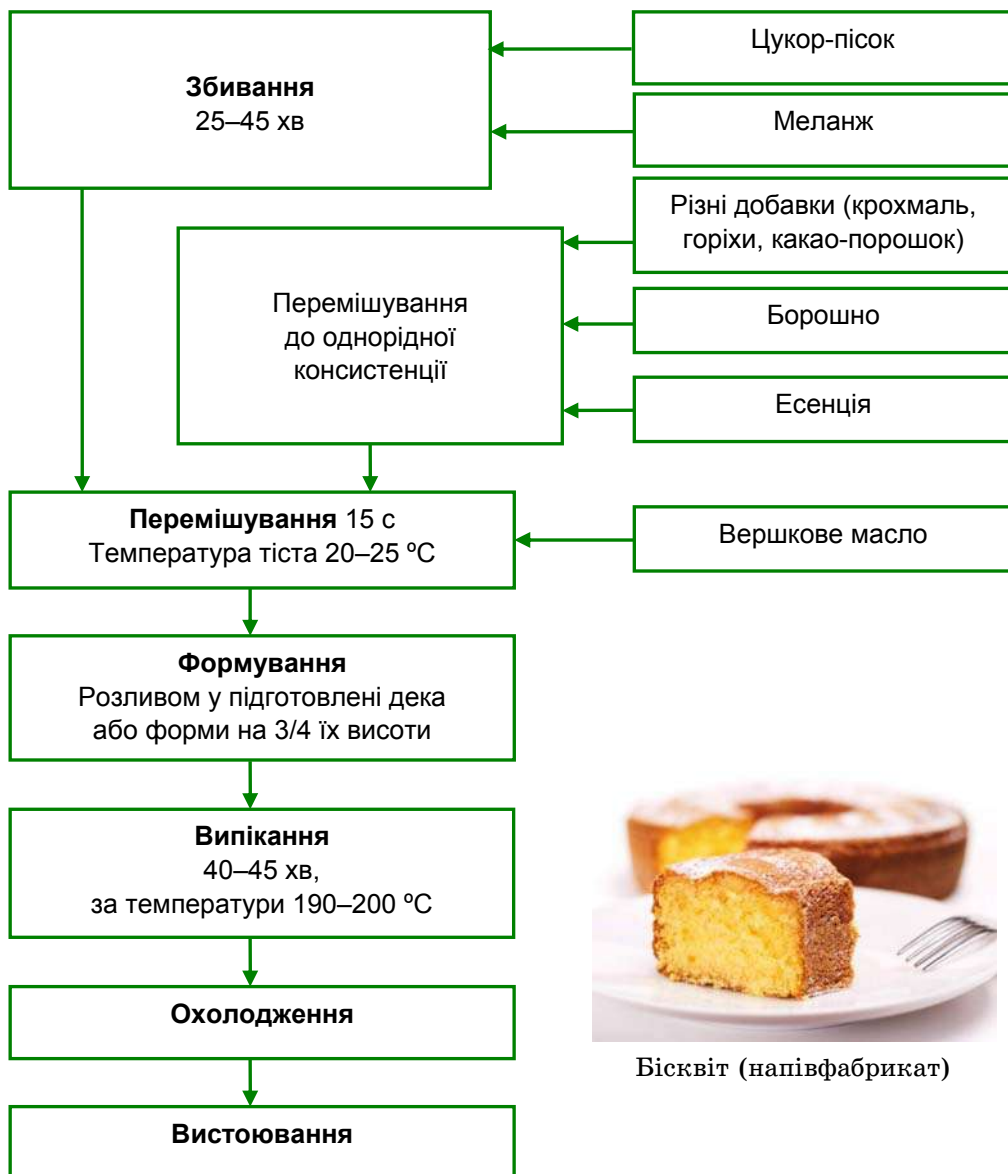 Цукор-пісок
Збивання
25–45 хв
Меланж
Різні добавки (крохмаль,
горіхи, какао-порошок)
Перемішування
до однорідної
консистенції
Борошно
Есенція
Перемішування 15 с
Температура тіста 20–25 ºС
Вершкове масло
Формування
Розливом у підготовлені дека
або форми на 3/4 їх висоти
Випікання
40–45 хв,
за температури 190–200 ºС
Охолодження
Бісквіт (напівфабрикат)
Вистоювання